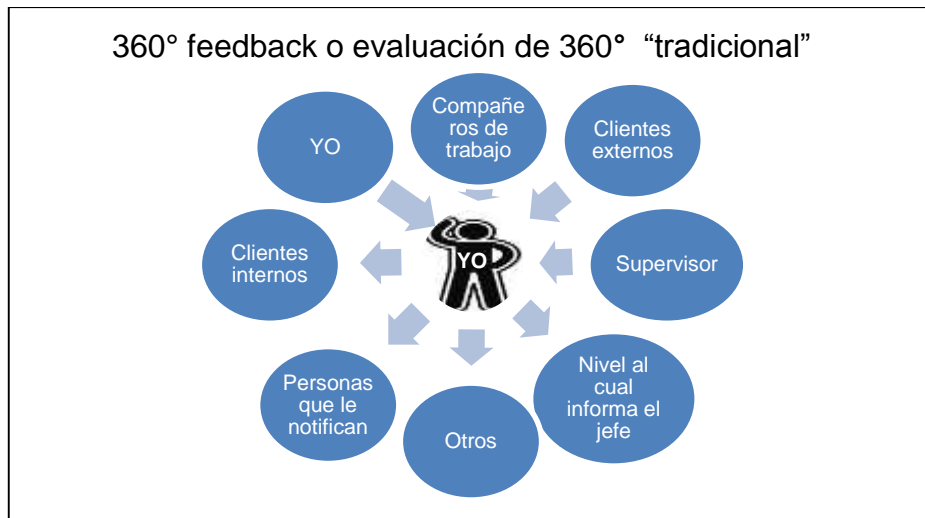 360° feedback o evaluación de 360° “tradicional”
YO
Compañe
ros de
trabajo
Clientes
externos
Clientes
internos
YO
Supervisor
Personas
que le
notifican
Otros
Nivel al
cual
informa el
jefe